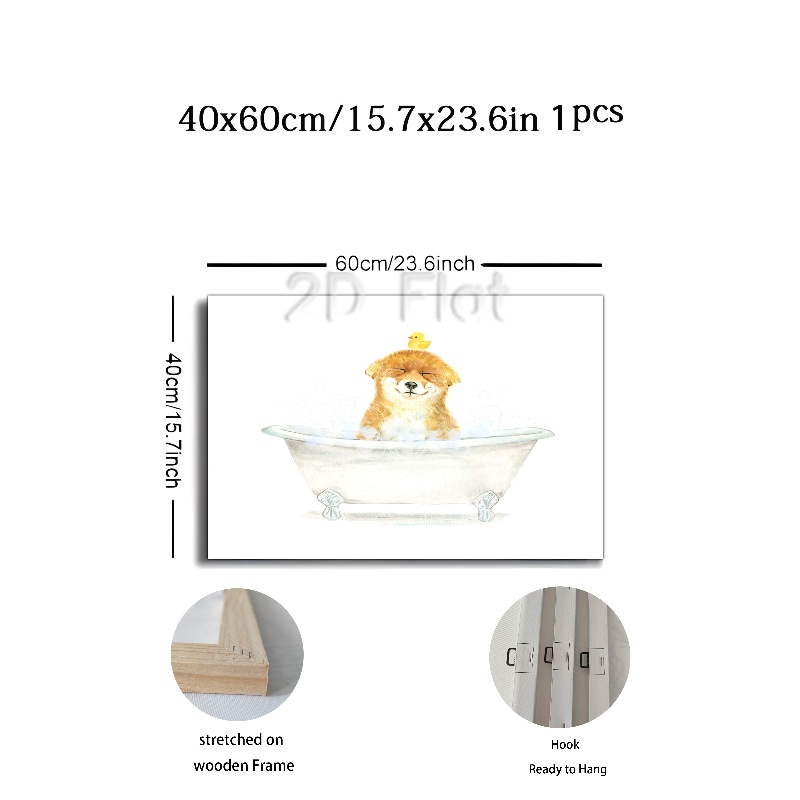 40x60cm/15.7x23.6in 1pcs
60cm/23.6inch
2D Flat
40cm/15.7inch
stretched on
wooden Frame
Hook
Ready to Hang